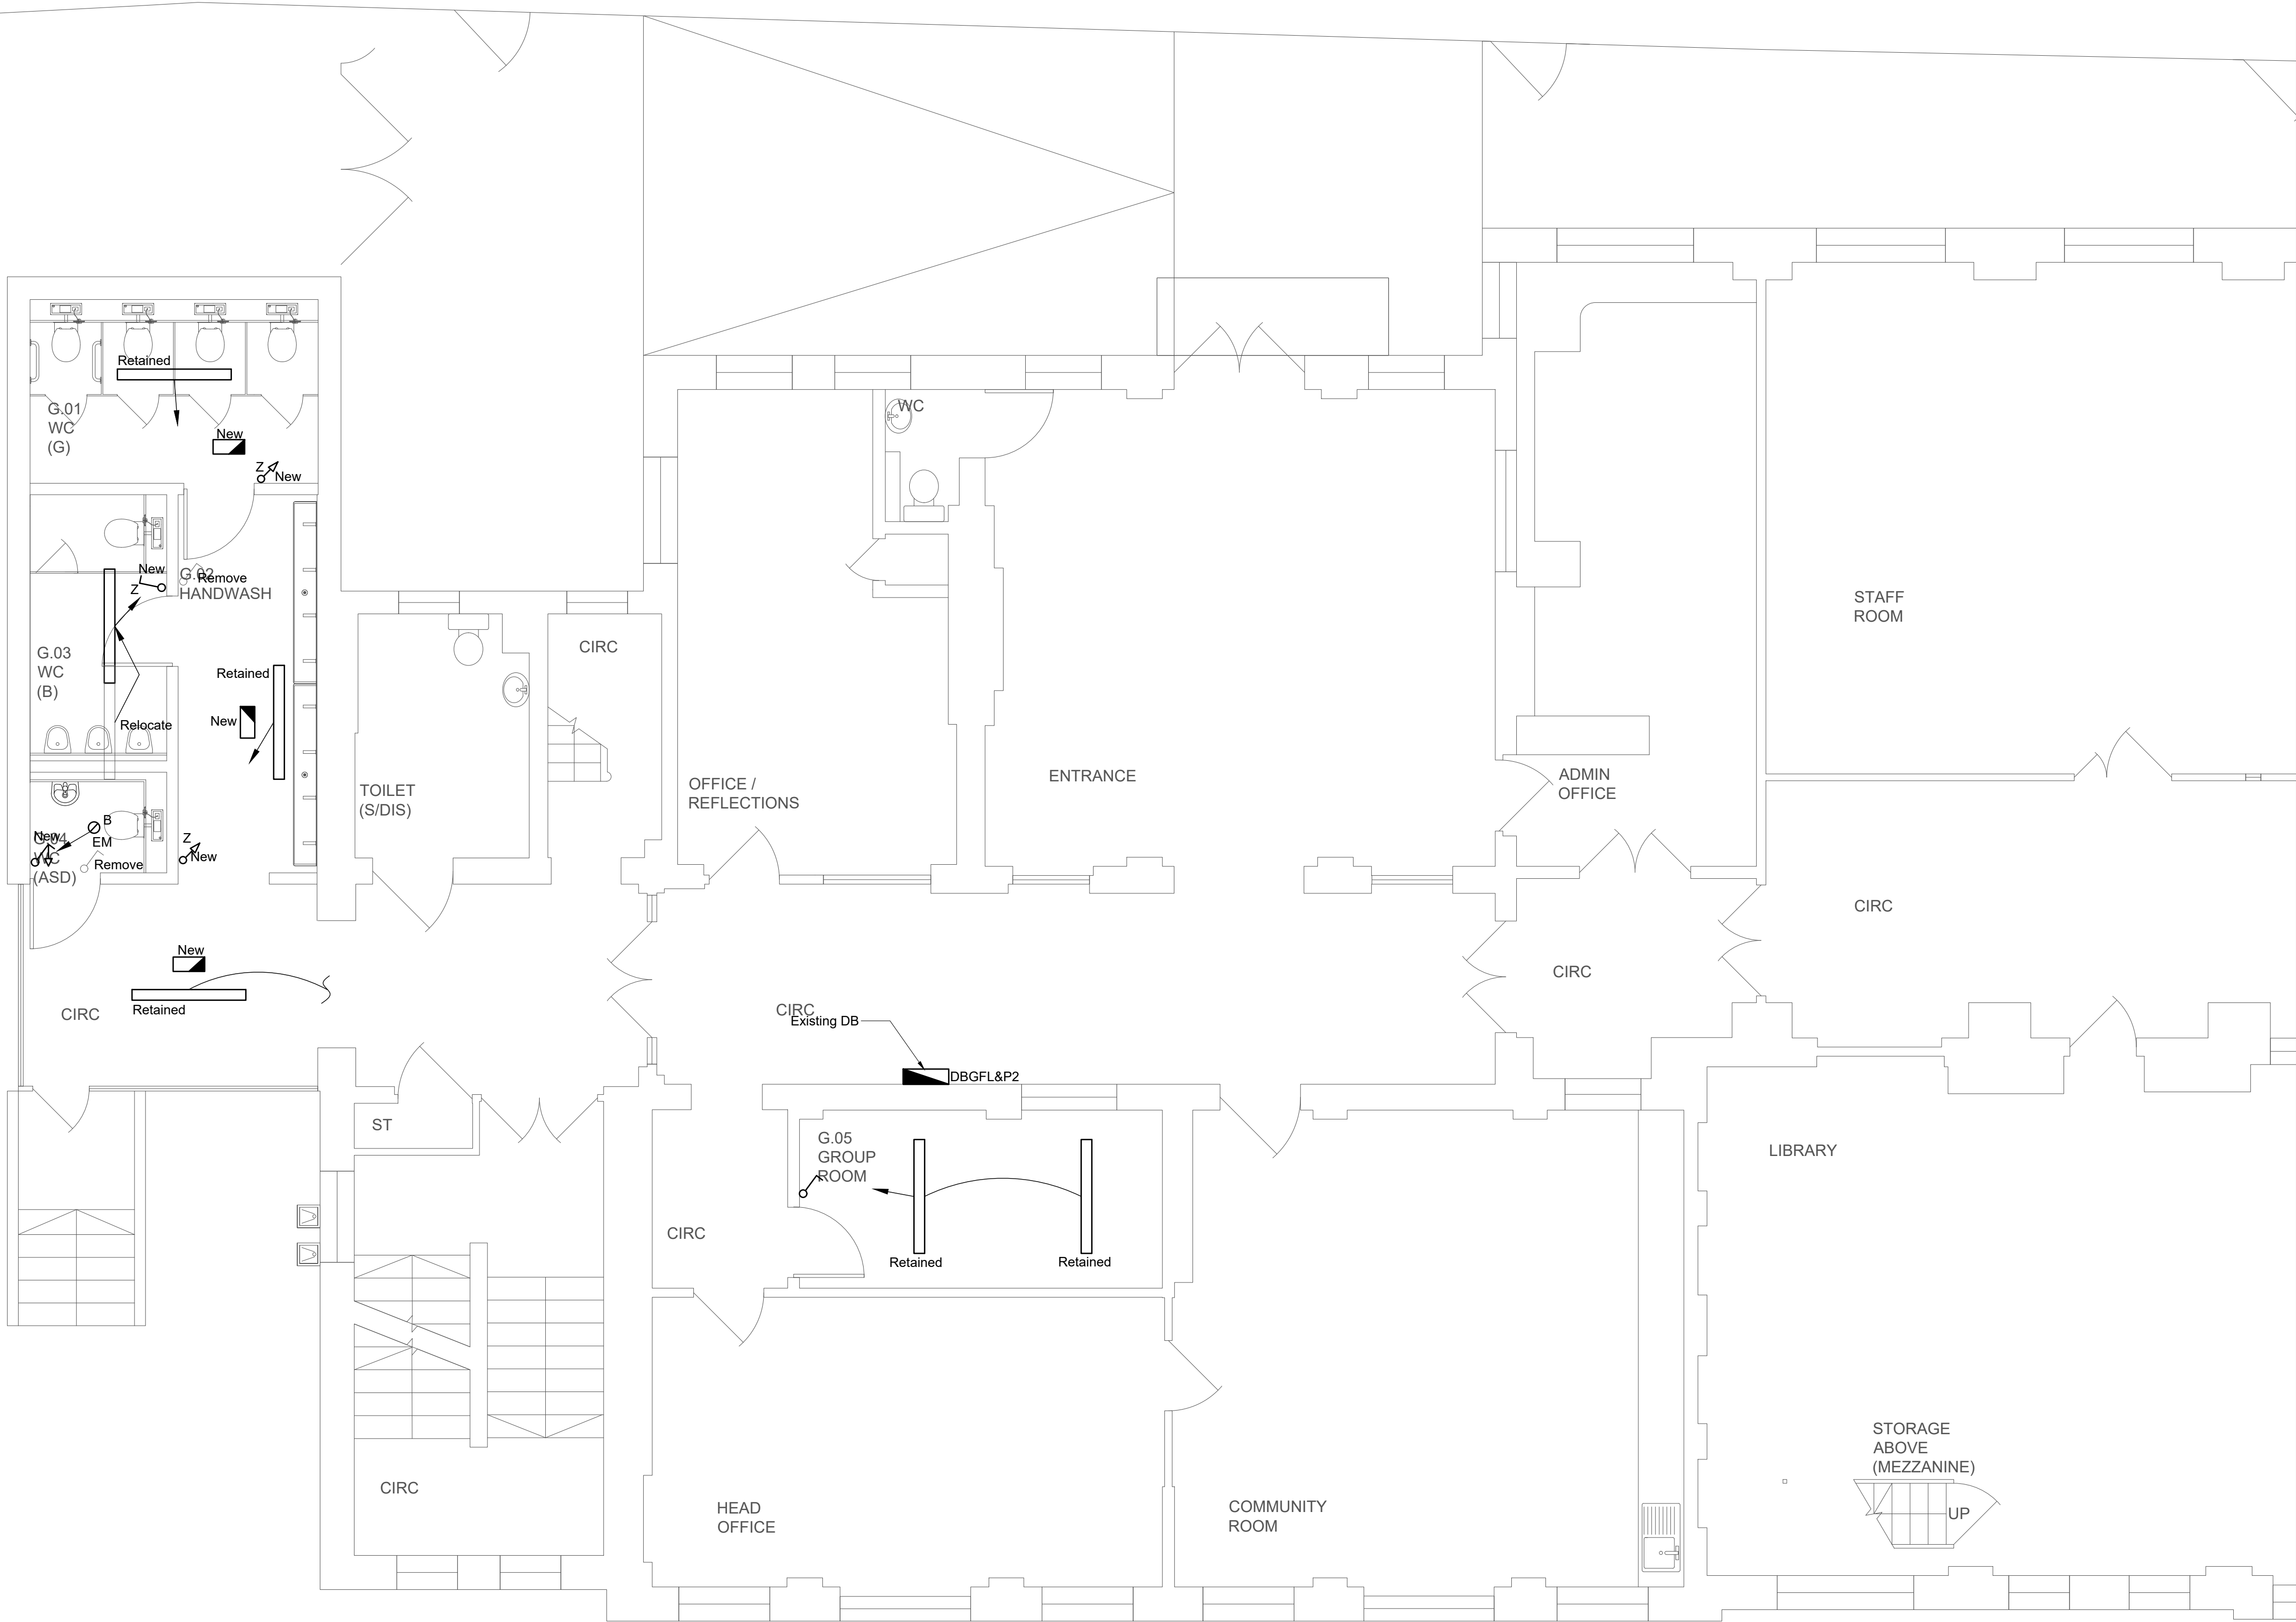 Retained
G.01
WC
(G)
New
Z
New
WC
New
Z
G.02
Remove
HANDWASH
G.03
WC
(B)
Retained
New
Relocate
B
New
EM
G.04
WC
(ASD)
Remove
Z
New
New
Retained
CIRC
TOILET
(S/DIS)
CIRC
OFFICE /
REFLECTIONS
ENTRANCE
ADMIN
OFFICE
STAFF
ROOM
CIRC
CIRC
CIRC
Existing DB
DBGFL&P2
ST
G.05
GROUP
ROOM
Retained
Retained
CIRC
LIBRARY
CIRC
HEAD
OFFICE
COMMUNITY
ROOM
STORAGE
ABOVE
(MEZZANINE)
UP